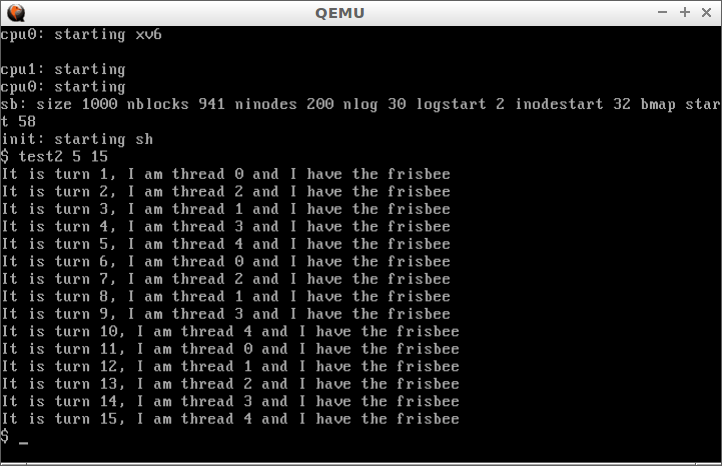 QEMU
cpu0: starting xv6
cpu1: starting
cpu0: starting
sb: size 1000 nblocks 941 ninodes 200 nlog 30 logstart 2 inodestart 32 bmap star
t 58
init: starting sh
$ test2 5 15
It is turn 1, I am thread 0 and I have the frisbee
It is turn 2, I am thread 2 and I have the frisbee
It is turn 3, I am thread 1 and I have the frisbee
It is turn 4, I am thread 3 and I have the frisbee
It is turn 5, I am thread 4 and I have the frisbee
It is turn 6, I am thread 0 and I have the frisbee
It is turn 7, I am thread 2 and I have the frisbee
It is turn 8, I am thread 1 and I have the frisbee
It is turn 9, I am thread 3 and I have the frisbee
It is turn 10, I am thread 4 and I have the frisbee
It is turn 11, I am thread 0 and I have the frisbee
It is turn 12, I am thread 1 and I have the frisbee
It is turn 13, I am thread 2 and I have the frisbee
It is turn 14, I am thread 3 and I have the frisbee
It is turn 15, I am thread 4 and I have the frisbee
$ _